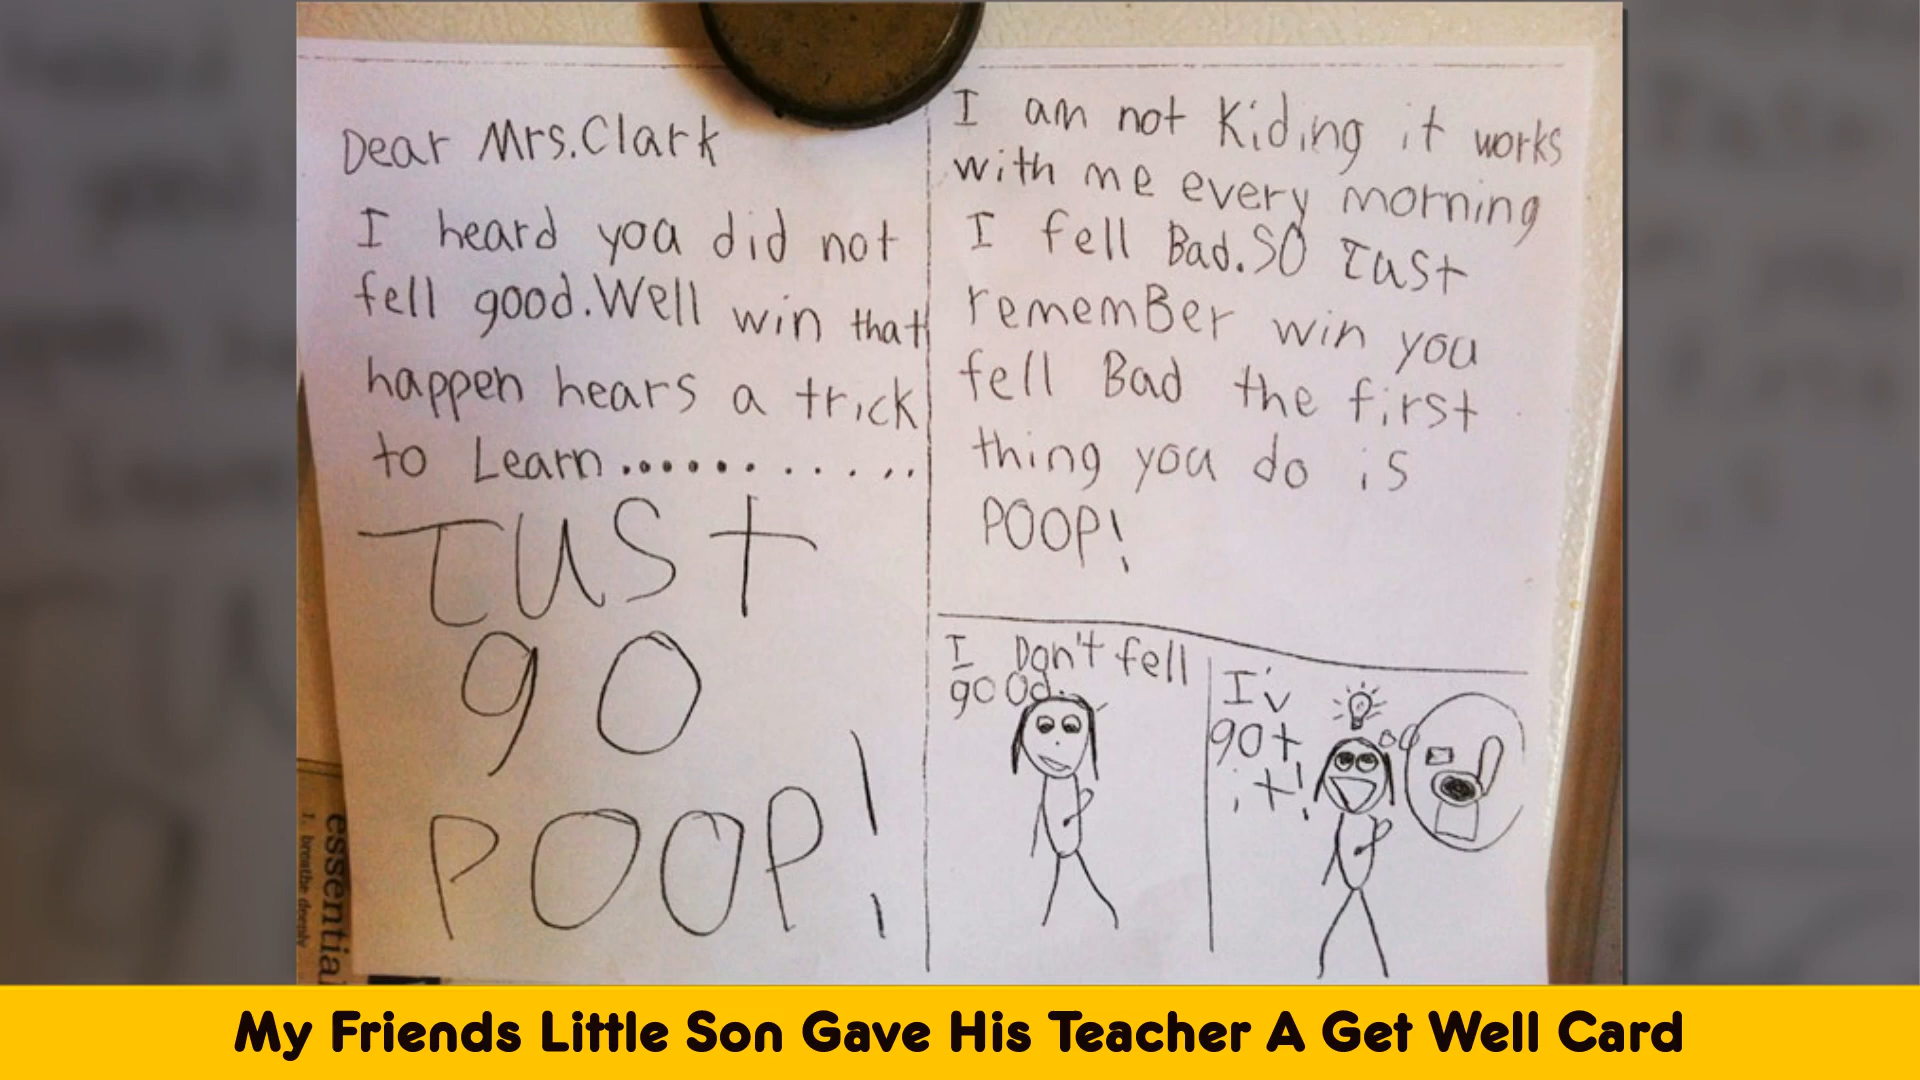 Dear Mrs.Clark
I heard you did not
fell good.Well win that
happen hears a trick
to Learn............
JUST
go
POOP!
I am not Kiding it works
with me every morning
I fell Bad.SO Just
rememBer win you
fell Bad the first
thing you do is
POOP!
I Don't fell
good.
I'v
got
it!
essential
1. breathe deeply
My Friends Little Son Gave His Teacher A Get Well Card